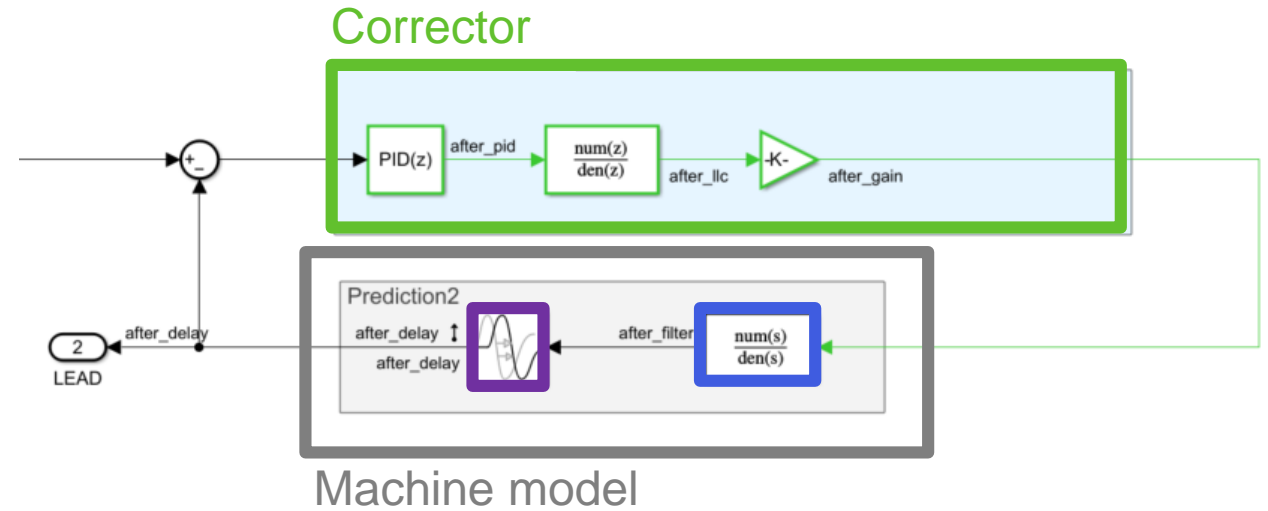 Corrector
+
_
PID(z)
after_pid
num(z)
den(z)
after_llc
-K-
after_gain
Prediction2
after_delay
after_delay
after_filter
num(s)
den(s)
after_delay
2
LEAD
Machine model